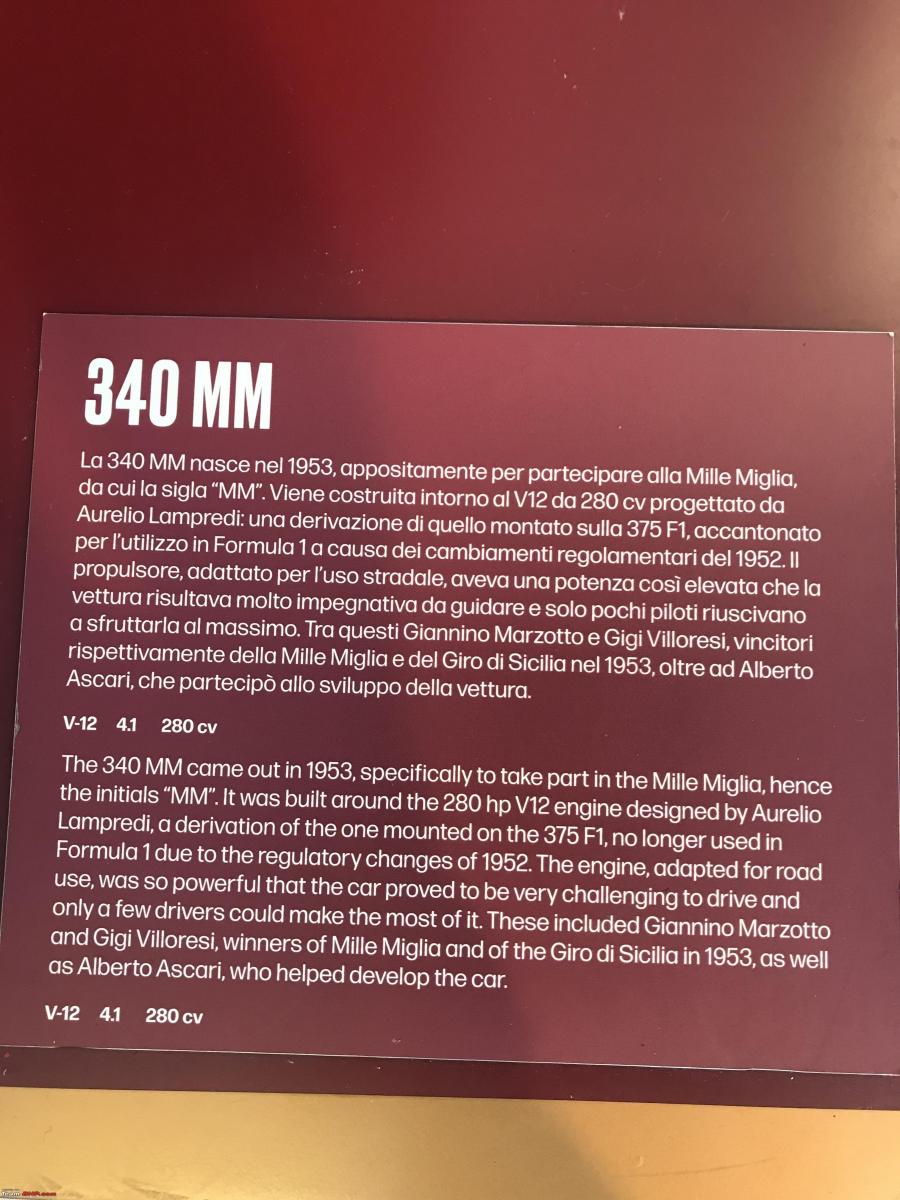 340 MM
La 340 MM nasce nel 1953, appositamente per partecipare alla Mille Miglia,
da cui la sigla “MM”. Viene costruita intorno al V12 da 280 cv progettato da
Aurelio Lampredi: una derivazione di quello montato sulla 375 F1, accantonato
per l’utilizzo in Formula 1 a causa dei cambiamenti regolamentari del 1952. Il
propulsore, adattato per l’uso stradale, aveva una potenza così elevata che la
vettura risultava molto impegnativa da guidare e solo pochi piloti riuscivano
a sfruttarla al massimo. Tra questi Giannino Marzotto e Gigi Villoresi, vincitori
rispettivamente della Mille Miglia e del Giro di Sicilia nel 1953, oltre ad Alberto
Ascari, che partecipò allo sviluppo della vettura.
V-12 4.1 280 cv
The 340 MM came out in 1953, specifically to take part in the Mille Miglia, hence
the initials “MM”. It was built around the 280 hp V12 engine designed by Aurelio
Lampredi, a derivation of the one mounted on the 375 F1, no longer used in
Formula 1 due to the regulatory changes of 1952. The engine, adapted for road
use, was so powerful that the car proved to be very challenging to drive and
only a few drivers could make the most of it. These included Giannino Marzotto
and Gigi Villoresi, winners of Mille Miglia and of the Giro di Sicilia in 1953, as well
as Alberto Ascari, who helped develop the car.
V-12 4.1 280 cv